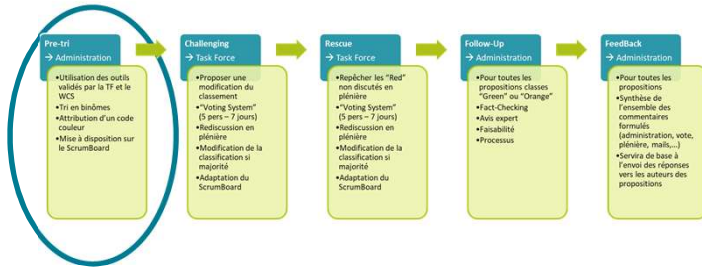 Pre-tri
→ Administration
•Utilisation des outils
validés par la TF et le
WCS
•Tri en binômes
•Attribution d'un code
couleur
•Mise à disposition sur
le ScrumBoard
Challenging
→ Task Force
•Proposer une
modification du
classement
•"Voting System"
(5 pers – 7 jours)
•Rediscussion en
plénière
•Modification de la
classification si
majorité
•Adaptation du
ScrumBoard
Rescue
→ Task Force
•Repêcher les "Red"
non discutés en
plénière
•"Voting System"
(5 pers – 7 jours)
•Rediscussion en
plénière
•Modification de la
classification si
majorité
•Adaptation du
ScrumBoard
Follow-Up
→ Administration
•Pour toutes les
propositions classes
"Green" ou "Orange"
•Fact-Checking
•Avis expert
•Faisabilité
•Processus
FeedBack
→ Administration
•Pour toutes les
propositions
•Synthèse de
l'ensemble des
commentaires
formulés
(administration, vote,
plénière, mails,...)
•Servira de base à
l'envoi des réponses
vers les auteurs des
propositions